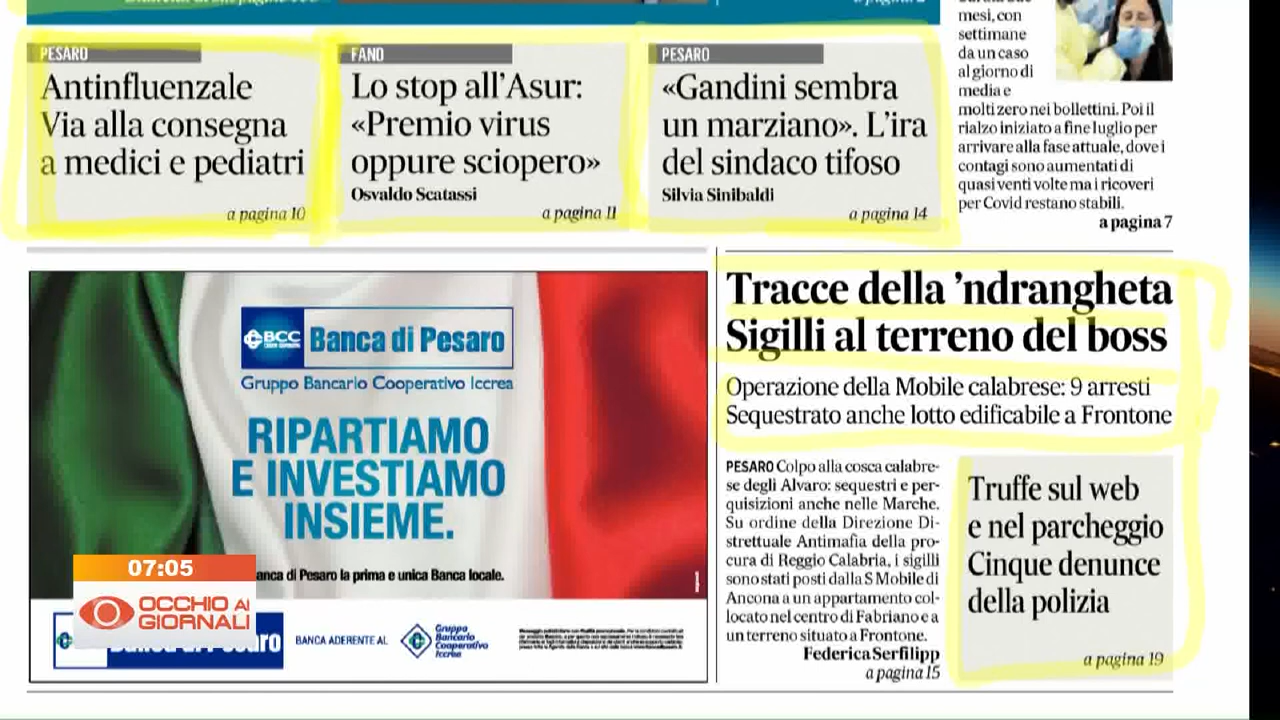 PESARO
Antinfluenzale
Via alla consegna
a medici e pediatri
a pagina 10
FANO
Lo stop all'Asur:
«Premio virus
oppure sciopero»
Osvaldo Scatassi
a pagina 11
PESARO
«Gandini sembra
un marziano». L'ira
del sindaco tifoso
Silvia Sinibaldi
a pagina 14
mesi, con
settimane
da un caso
al giorno di
media e
molti zero nei bollettini. Poi il
rialzo iniziato a fine luglio per
arrivare alla fase attuale, dove i
contagi sono aumentati di
quasi venti volte ma i ricoveri
per Covid restano stabili.
a pagina 7
BCC
Banca di Pesaro
Gruppo Bancario Cooperativo Iccrea
RIPARTIAMO
E INVESTIAMO
INSIEME.
anca di Pesaro la prima e unica Banca locale.
BANCA ADERENTE AL
Gruppo
Bancario
Cooperativo
Iccrea
07:05
OCCHIO AI
GIORNALI
Tracce della 'ndrangheta
Sigilli al terreno del boss
Operazione della Mobile calabrese: 9 arresti
Sequestrato anche lotto edificabile a Frontone
PESARO Colpo alla cosca calabre-
se degli Alvaro: sequestri e per-
quisizioni anche nelle Marche.
Su ordine della Direzione Di-
strettuale Antimafia della pro-
cura di Reggio Calabria, i sigilli
sono stati posti dalla S Mobile di
Ancona a un appartamento col-
locato nel centro di Fabriano e a
un terreno situato a Frontone.
Federica Serfilipp
a pagina 15
Truffe sul web
e nel parcheggio
Cinque denunce
della polizia
a pagina 19